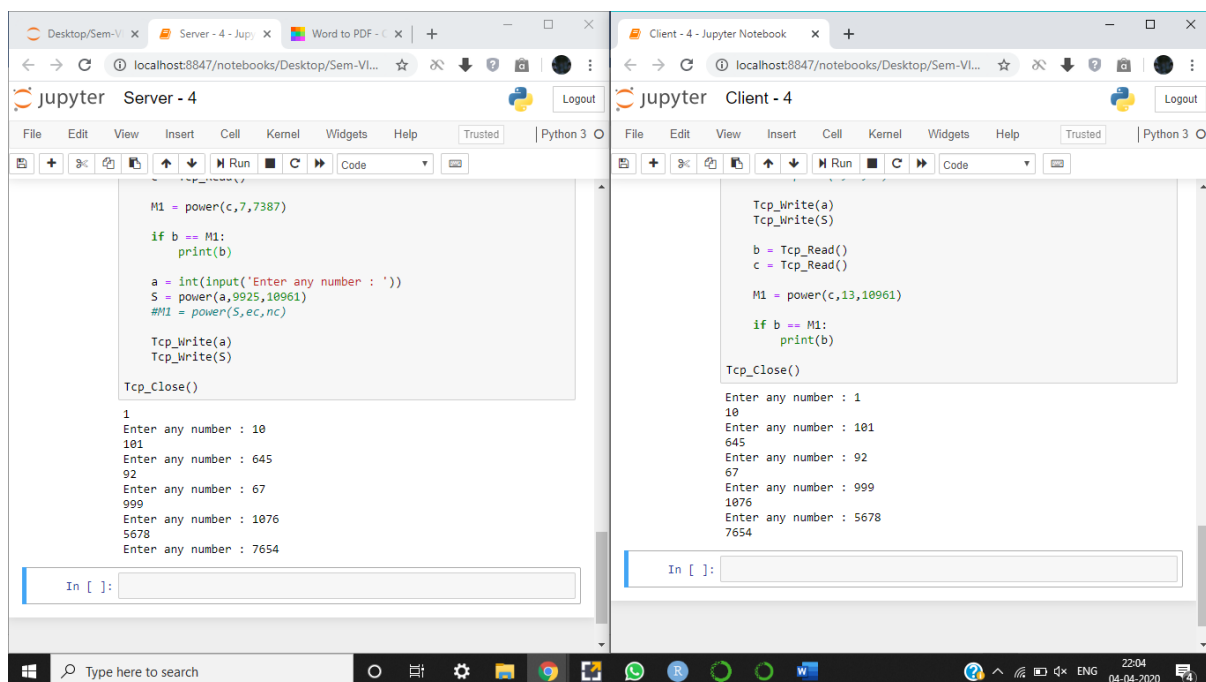 Desktop/Sem-V
Server - 4 - Jupy
Word to PDF -
localhost:8847/notebooks/Desktop/Sem-VI...
jupyter Server - 4
Logout
File Edit View Insert Cell Kernel Widgets Help Trusted Python 3
Run Code
M1 = power(c,7,7387)
if b == M1:
print(b)
a = int(input('Enter any number : '))
S = power(a,9925,10961)
#M1 = power(S,ec,nc)
Tcp_Write(a)
Tcp_Write(S)
Tcp_Close()
1
Enter any number : 10
101
Enter any number : 645
92
Enter any number : 67
999
Enter any number : 1076
5678
Enter any number : 7654
In [ ]:
Client - 4 - Jupyter Notebook
localhost:8847/notebooks/Desktop/Sem-VI...
jupyter Client - 4
Logout
File Edit View Insert Cell Kernel Widgets Help Trusted Python 3
Run Code
Tcp_Write(a)
Tcp_Write(S)
b = Tcp_Read()
c = Tcp_Read()
M1 = power(c,13,10961)
if b == M1:
print(b)
Tcp_Close()
Enter any number : 1
10
Enter any number : 101
645
Enter any number : 92
67
Enter any number : 999
1076
Enter any number : 5678
7654
In [ ]:
Type here to search
ENG
22:04
04-04-2020
4